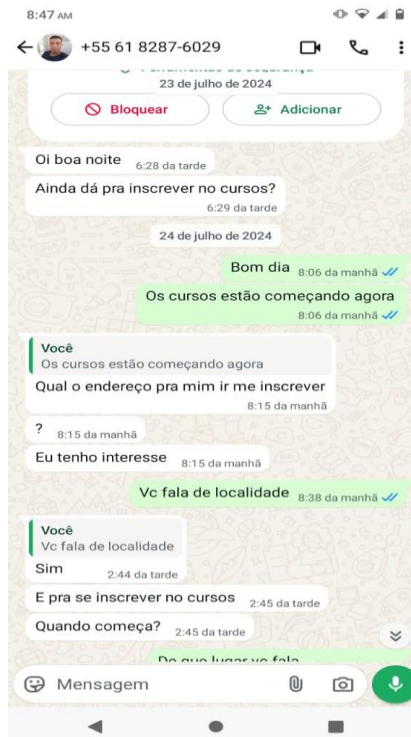 8:47 AM
+55 61 8287-6029
23 de julho de 2024
Bloquear
Adicionar
Oi boa noite 6:28 da tarde
Ainda dá pra inscrever no cursos?
6:29 da tarde
24 de julho de 2024
Bom dia 8:06 da manhã
Os cursos estão começando agora
8:06 da manhã
Você
Os cursos estão começando agora
Qual o endereço pra mim ir me inscrever
8:15 da manhã
? 8:15 da manhã
Eu tenho interesse 8:15 da manhã
Vc fala de localidade 8:38 da manhã
Você
Vc fala de localidade
Sim 2:44 da tarde
E pra se inscrever no cursos 2:45 da tarde
Quando começa? 2:45 da tarde
De que lugar vc fala
Mensagem